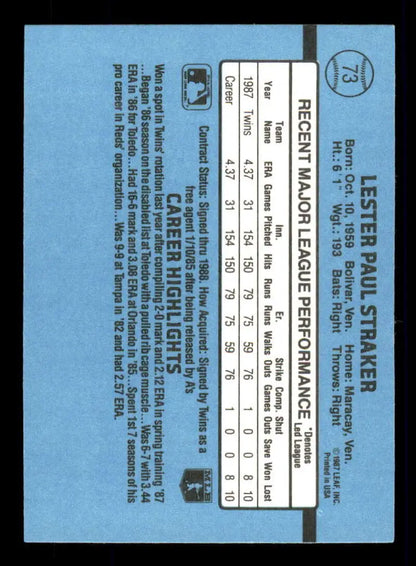 73
LESTER PAUL STRAKER
Born: Oct. 10, 1959 Bolivar, Ven. Home: Maracay, Ven.
Ht.: 6'1" Wgt.: 193 Bats: Right Throws: Right
©1987 LEAF, INC.
Printed in USA
RECENT MAJOR LEAGUE PERFORMANCE
*Denotes
Led League
Team Inn. Er. Strike Comp. Shut
Year Name ERA Games Pitched Hits Runs Runs Walks Outs Games Outs Save Won Lost
1987 Twins 4.37 31 154 150 79 75 59 76 1 0 0 8 10
Career 4.37 31 154 150 79 75 59 76 1 0 0 8 10
Contract Status: Signed thru 1988. How Acquired: Signed by Twins as a
free agent 1/10/85 after being released by A's
CAREER HIGHLIGHTS
MLB
Won a spot in Twins' rotation last year after compiling 2-0 mark and 2.12 ERA in spring training '87
...Began '86 season on the disabled list at Toledo with a pulled rib cage muscle...Was 6-7 with 3.44
ERA in '86 for Toledo...Had 16-6 mark and 3.08 ERA at Orlando in '85...Spent 1st 7 seasons of his
pro career in Reds' organization...Was 9-9 at Tampa in '82 and had 2.57 ERA.